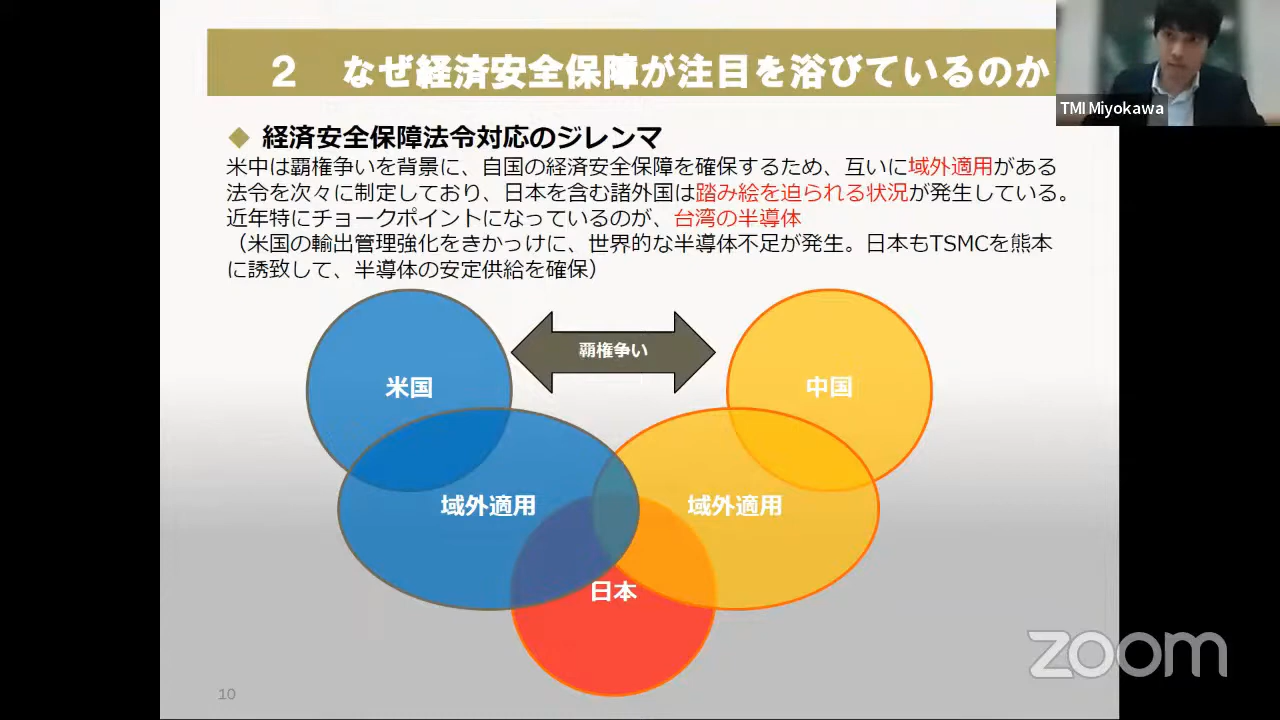 2 なぜ経済安全保障が注目を浴びているのか
TMI Miyokawa
◆ 経済安全保障法令対応のジレンマ
米中は覇権争いを背景に、自国の経済安全保障を確保するため、互いに域外適用がある
法令を次々に制定しており、日本を含む諸外国は踏み絵を迫られる状況が発生している。
近年特にチョークポイントになっているのが、台湾の半導体
(米国の輸出管理強化をきかっけに、世界的な半導体不足が発生。日本もTSMCを熊本
に誘致して、半導体の安定供給を確保)
覇権争い
米国
中国
域外適用
域外適用
日本
zoom
10